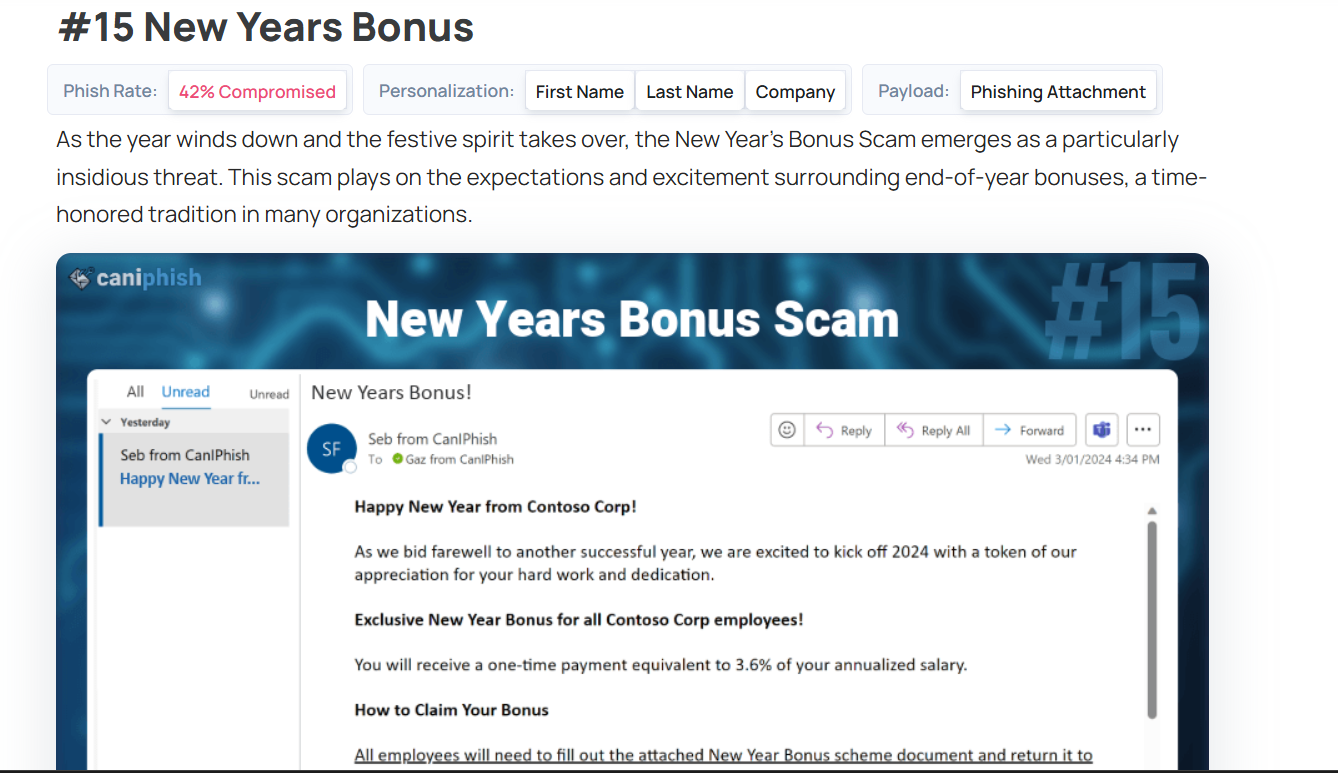 #15 New Years Bonus
Phish Rate: 42% Compromised Personalization: First Name Last Name Company Payload: Phishing Attachment
As the year winds down and the festive spirit takes over, the New Year's Bonus Scam emerges as a particularly
insidious threat. This scam plays on the expectations and excitement surrounding end-of-year bonuses, a time-
honored tradition in many organizations.
caniphish
#15
New Years Bonus Scam
All Unread Unread
Yesterday
Seb from CanIPhish
Happy New Year fr...
New Years Bonus!
SF
Seb from CanIPhish
To Gaz from CanIPhish
Reply Reply All Forward ...
Wed 3/01/2024 4:34 PM
Happy New Year from Contoso Corp!
As we bid farewell to another successful year, we are excited to kick off 2024 with a token of our
appreciation for your hard work and dedication.
Exclusive New Year Bonus for all Contoso Corp employees!
You will receive a one-time payment equivalent to 3.6% of your annualized salary.
How to Claim Your Bonus
All employees will need to fill out the attached New Year Bonus scheme document and return it to